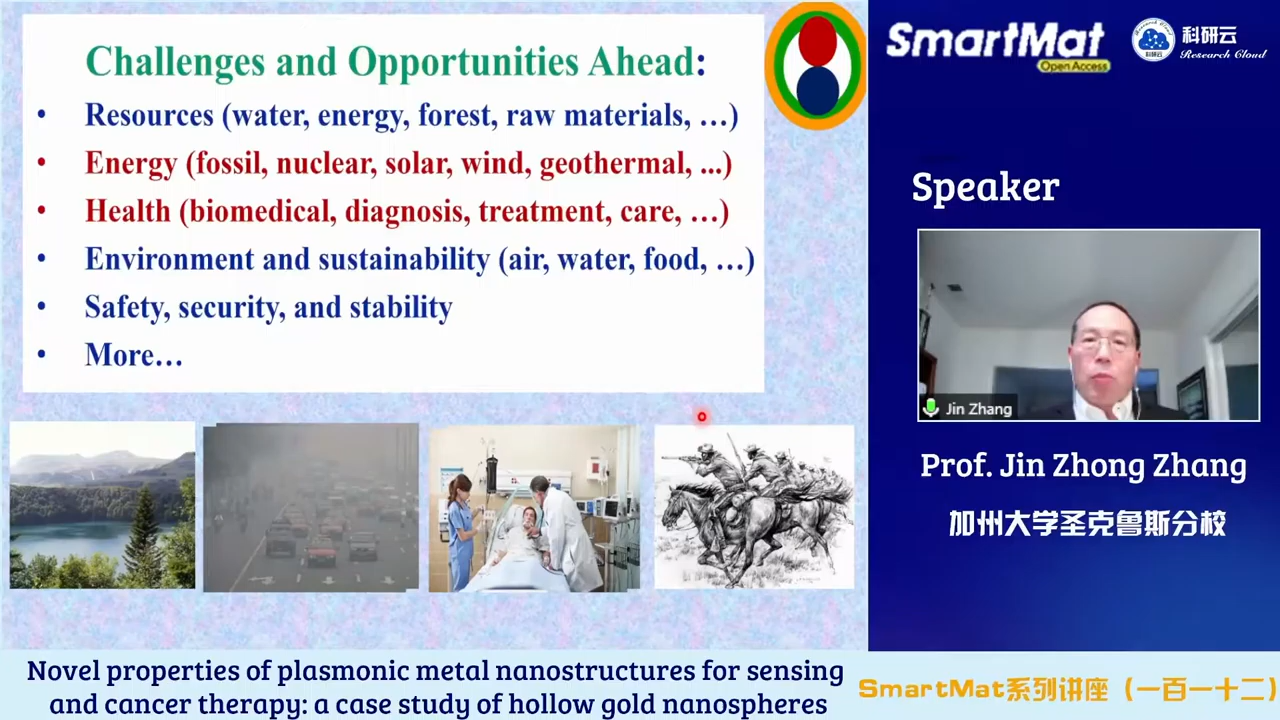 Challenges and Opportunities Ahead:
• Resources (water, energy, forest, raw materials, …)
• Energy (fossil, nuclear, solar, wind, geothermal, ...)
• Health (biomedical, diagnosis, treatment, care, …)
• Environment and sustainability (air, water, food, …)
• Safety, security, and stability
• More…
SmartMat
Open Access
科研云
Research Cloud
Speaker
Jin Zhang
Prof. Jin Zhong Zhang
加州大学圣克鲁斯分校
Novel properties of plasmonic metal nanostructures for sensing
and cancer therapy: a case study of hollow gold nanospheres
SmartMat系列讲座（一百一十二）